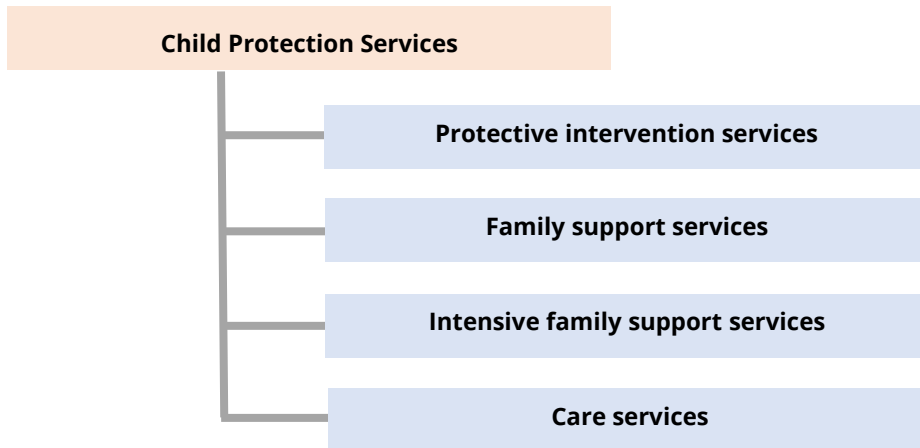 Child Protection Services
Protective intervention services
Family support services
Intensive family support services
Care services